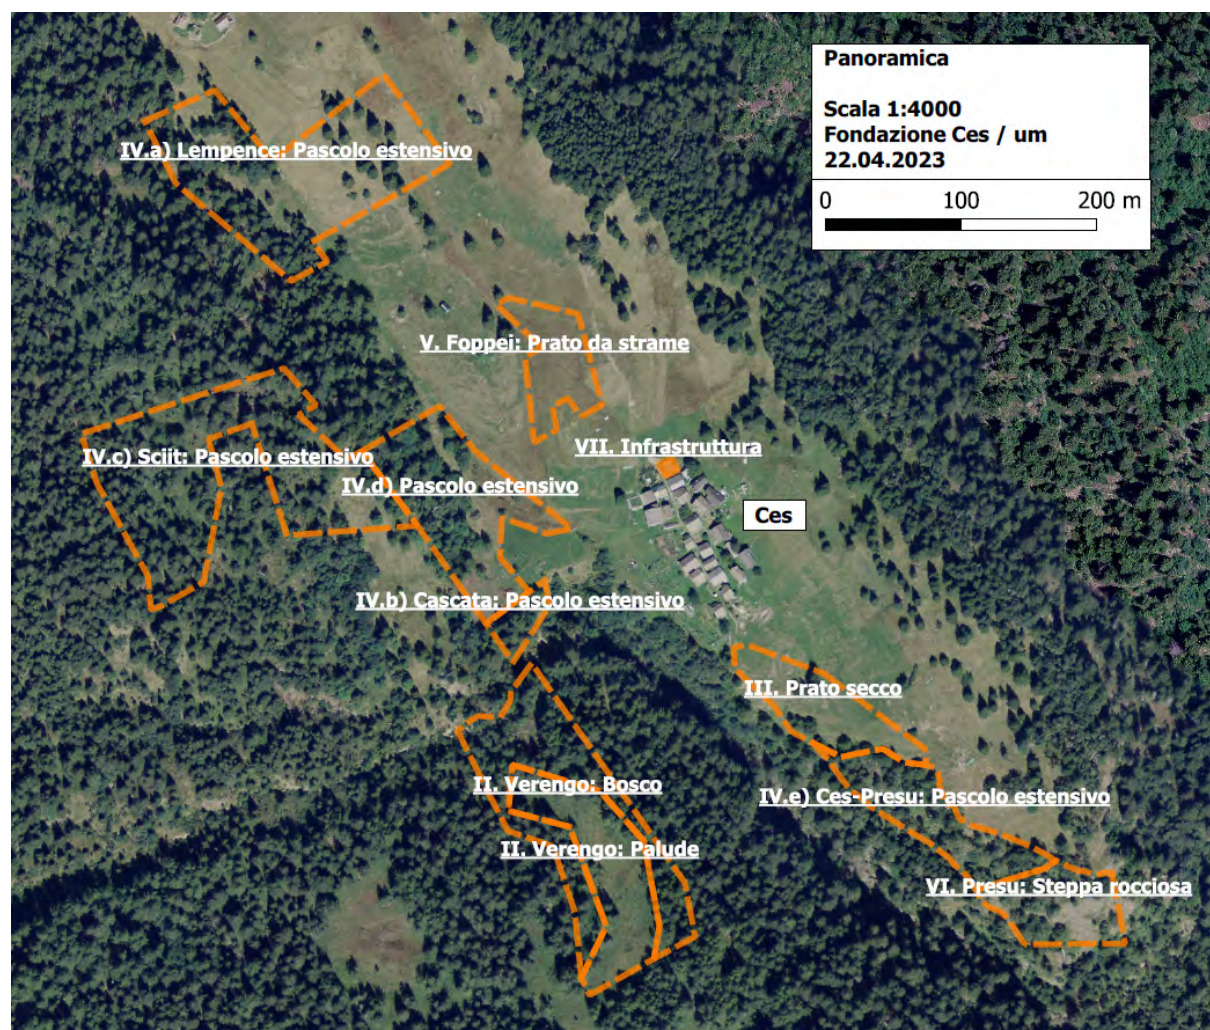 Panoramica
Scala 1:4000
Fondazione Ces / um
22.04.2023
0 100 200 m
IV.a) Lempence: Pascolo estensivo
V. Foppei: Prato da strame
VII. Infrastruttura
IV.c) Sciit: Pascolo estensivo
IV.d) Pascolo estensivo
Ces
IV.b) Cascata: Pascolo estensivo
III. Prato secco
II. Verengo: Bosco
IV.e) Ces-Presu: Pascolo estensivo
II. Verengo: Palude
VI. Presu: Steppa rocciosa